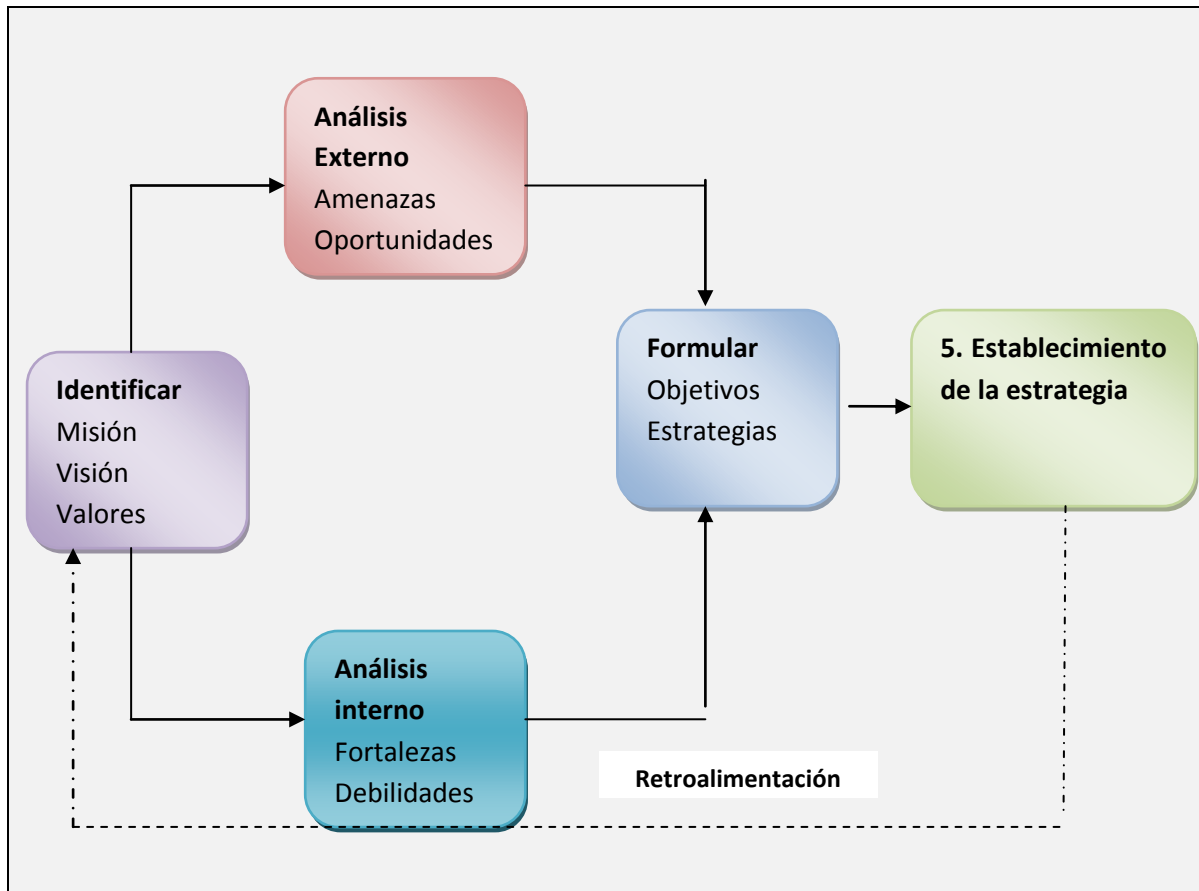 Análisis
Externo
Amenazas
Oportunidades
Identificar
Misión
Visión
Valores
Formular
Objetivos
Estrategias
5. Establecimiento
de la estrategia
Análisis
interno
Fortalezas
Debilidades
Retroalimentación